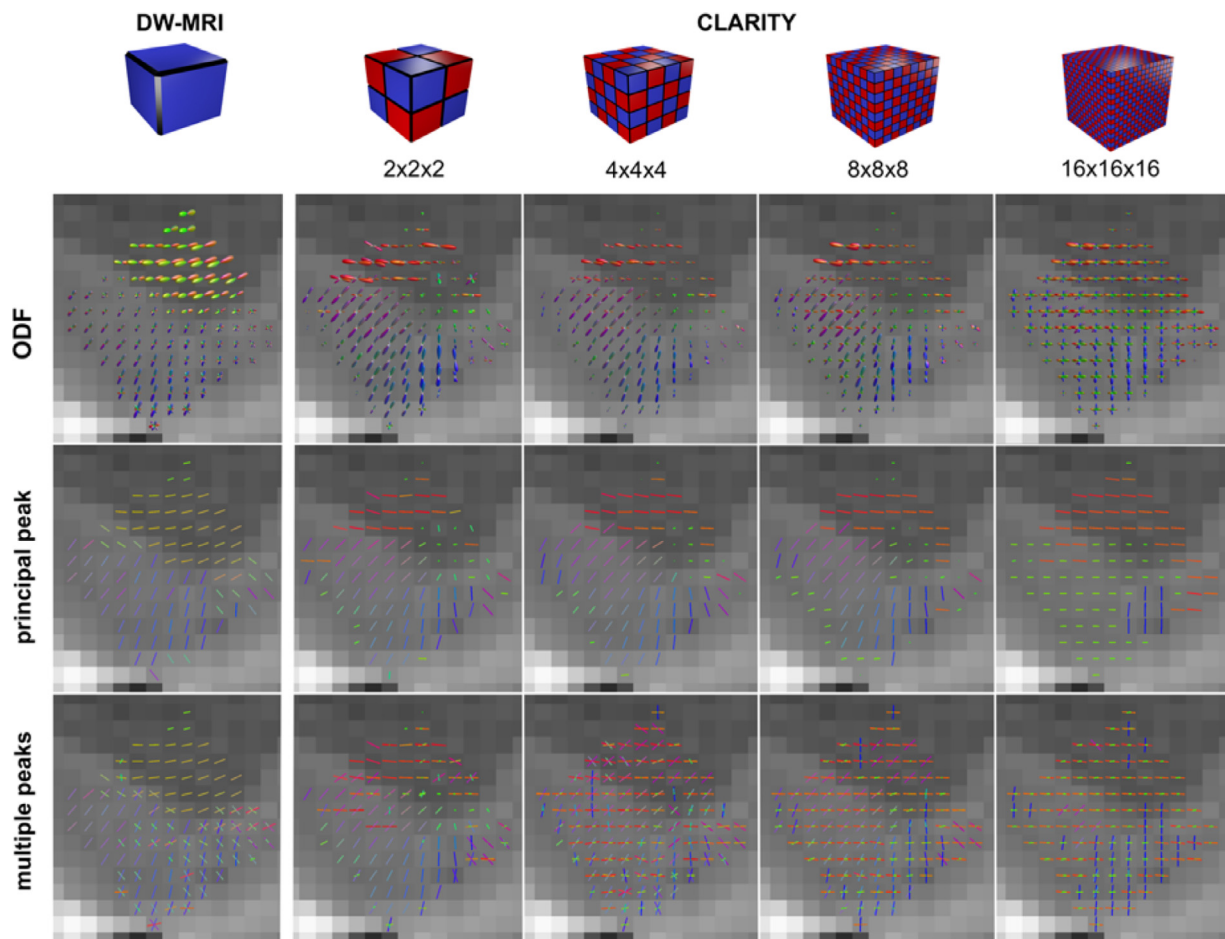 DW-MRI
CLARITY
2x2x2
4x4x4
8x8x8
16x16x16
ODF
principal peak
multiple peaks